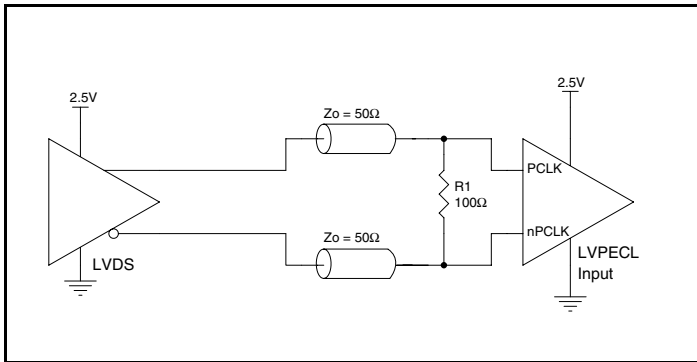 2.5V
2.5V
Zo = 50Ω
PCLK
R1
100Ω
nPCLK
Zo = 50Ω
LVDS
LVPECL
Input